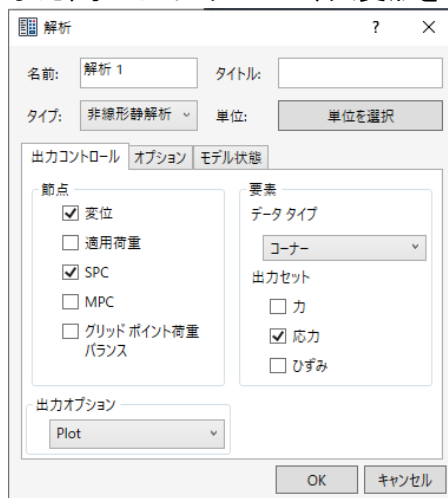 解析
?
×
名前:
解析 1
タイトル:
タイプ:
非線形静解析
単位:
単位を選択
出力コントロール
オプション
モデル状態
節点
変位
適用荷重
SPC
MPC
グリッド ポイント荷重
バランス
要素
データ タイプ
コーナー
出力セット
力
応力
ひずみ
出力オプション
Plot
OK
キャンセル